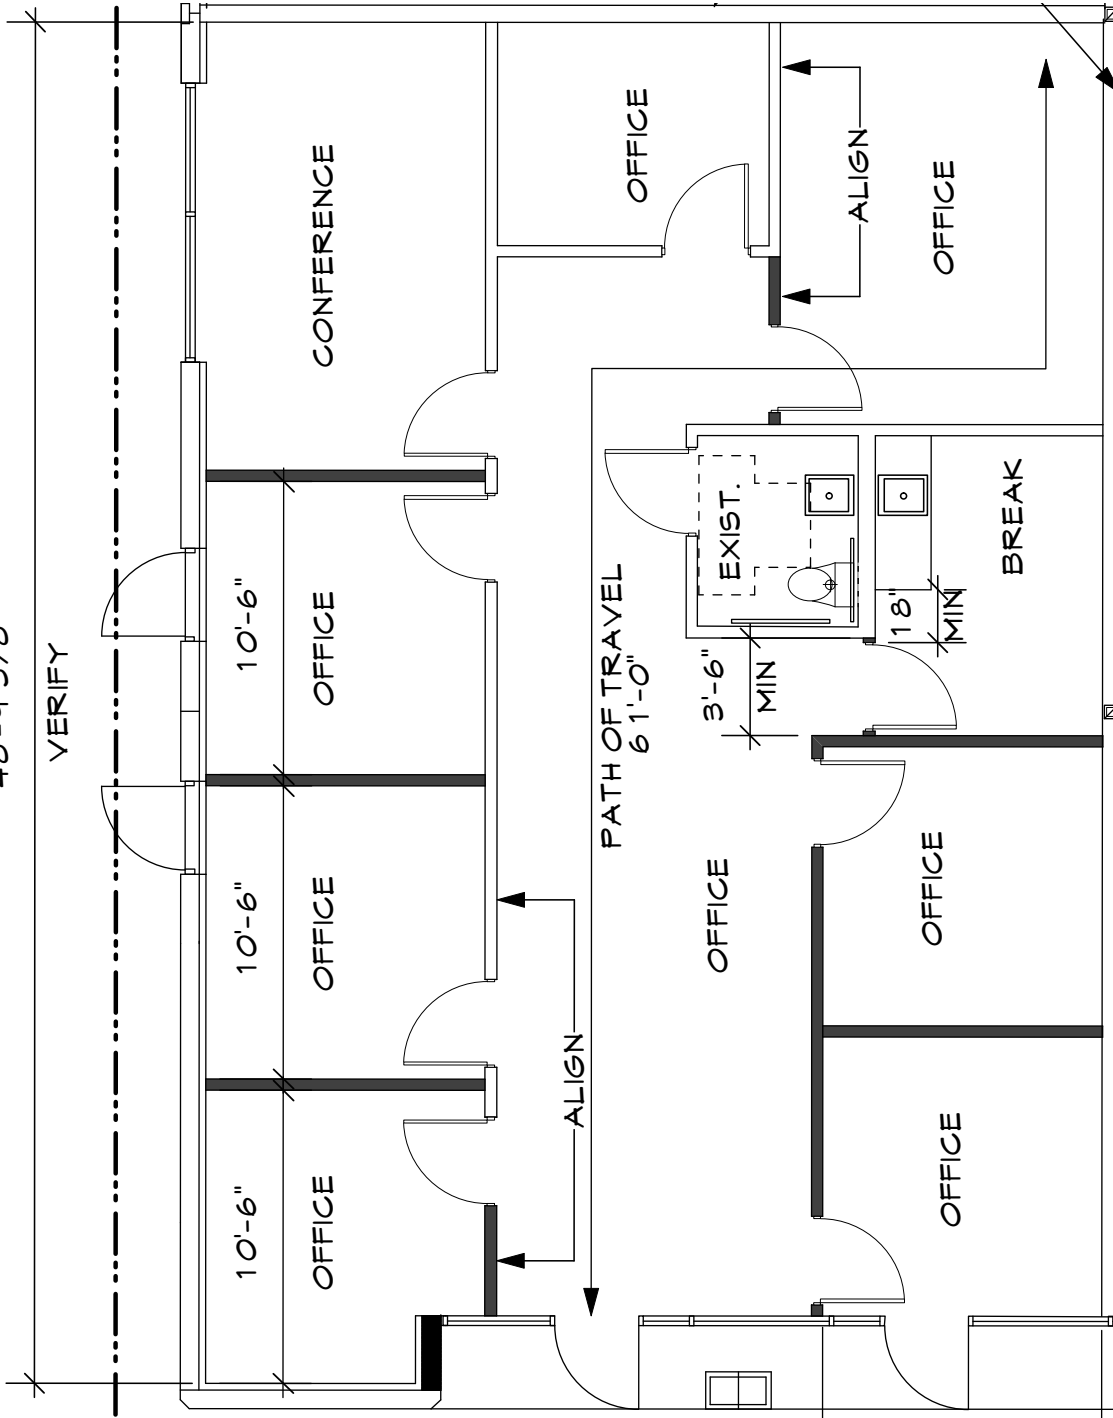 CONFERENCE
OFFICE
ALIGN
OFFICE
VERIFY
10'-6"
OFFICE
EXIST.
BREAK
18"
MIN
PATH OF TRAVEL
61'-0"
3'-6"
MIN
10'-6"
OFFICE
OFFICE
OFFICE
ALIGN
10'-6"
OFFICE
OFFICE